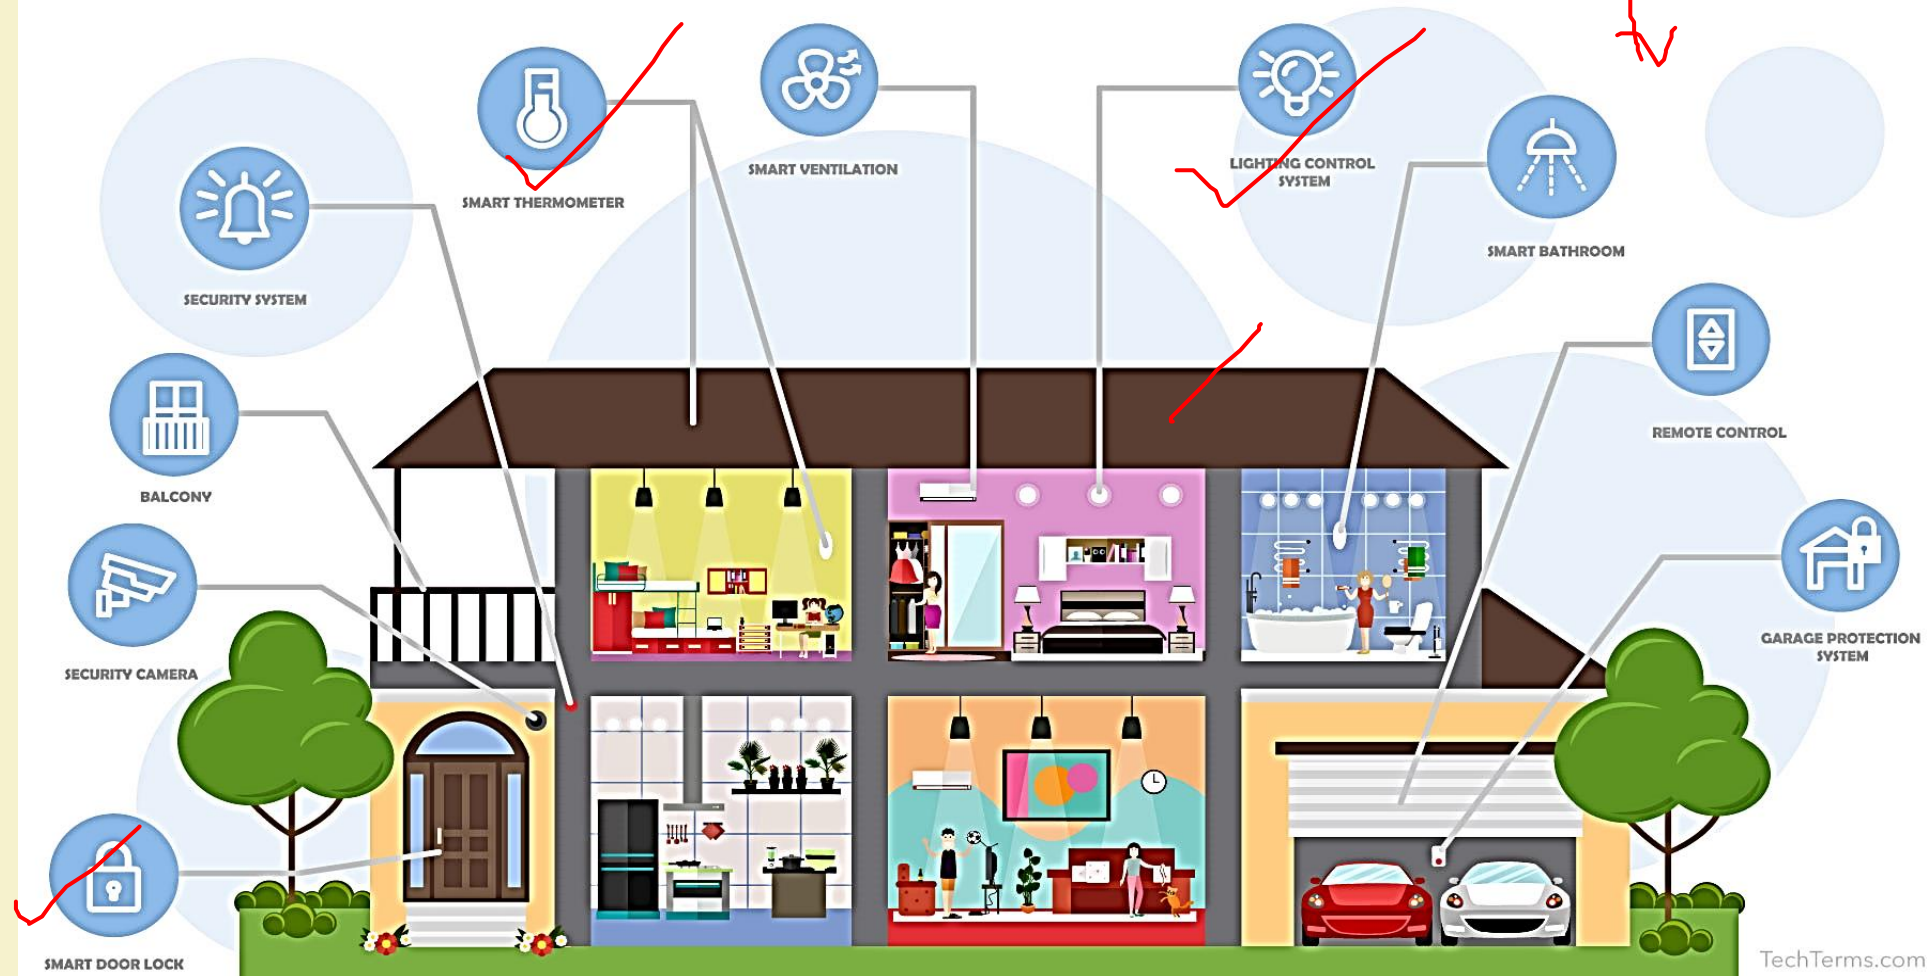 SMART THERMOMETER
SMART VENTILATION
LIGHTING CONTROL
SYSTEM
SMART BATHROOM
SECURITY SYSTEM
REMOTE CONTROL
BALCONY
GARAGE PROTECTION
SYSTEM
SECURITY CAMERA
SMART DOOR LOCK
TechTerms.com